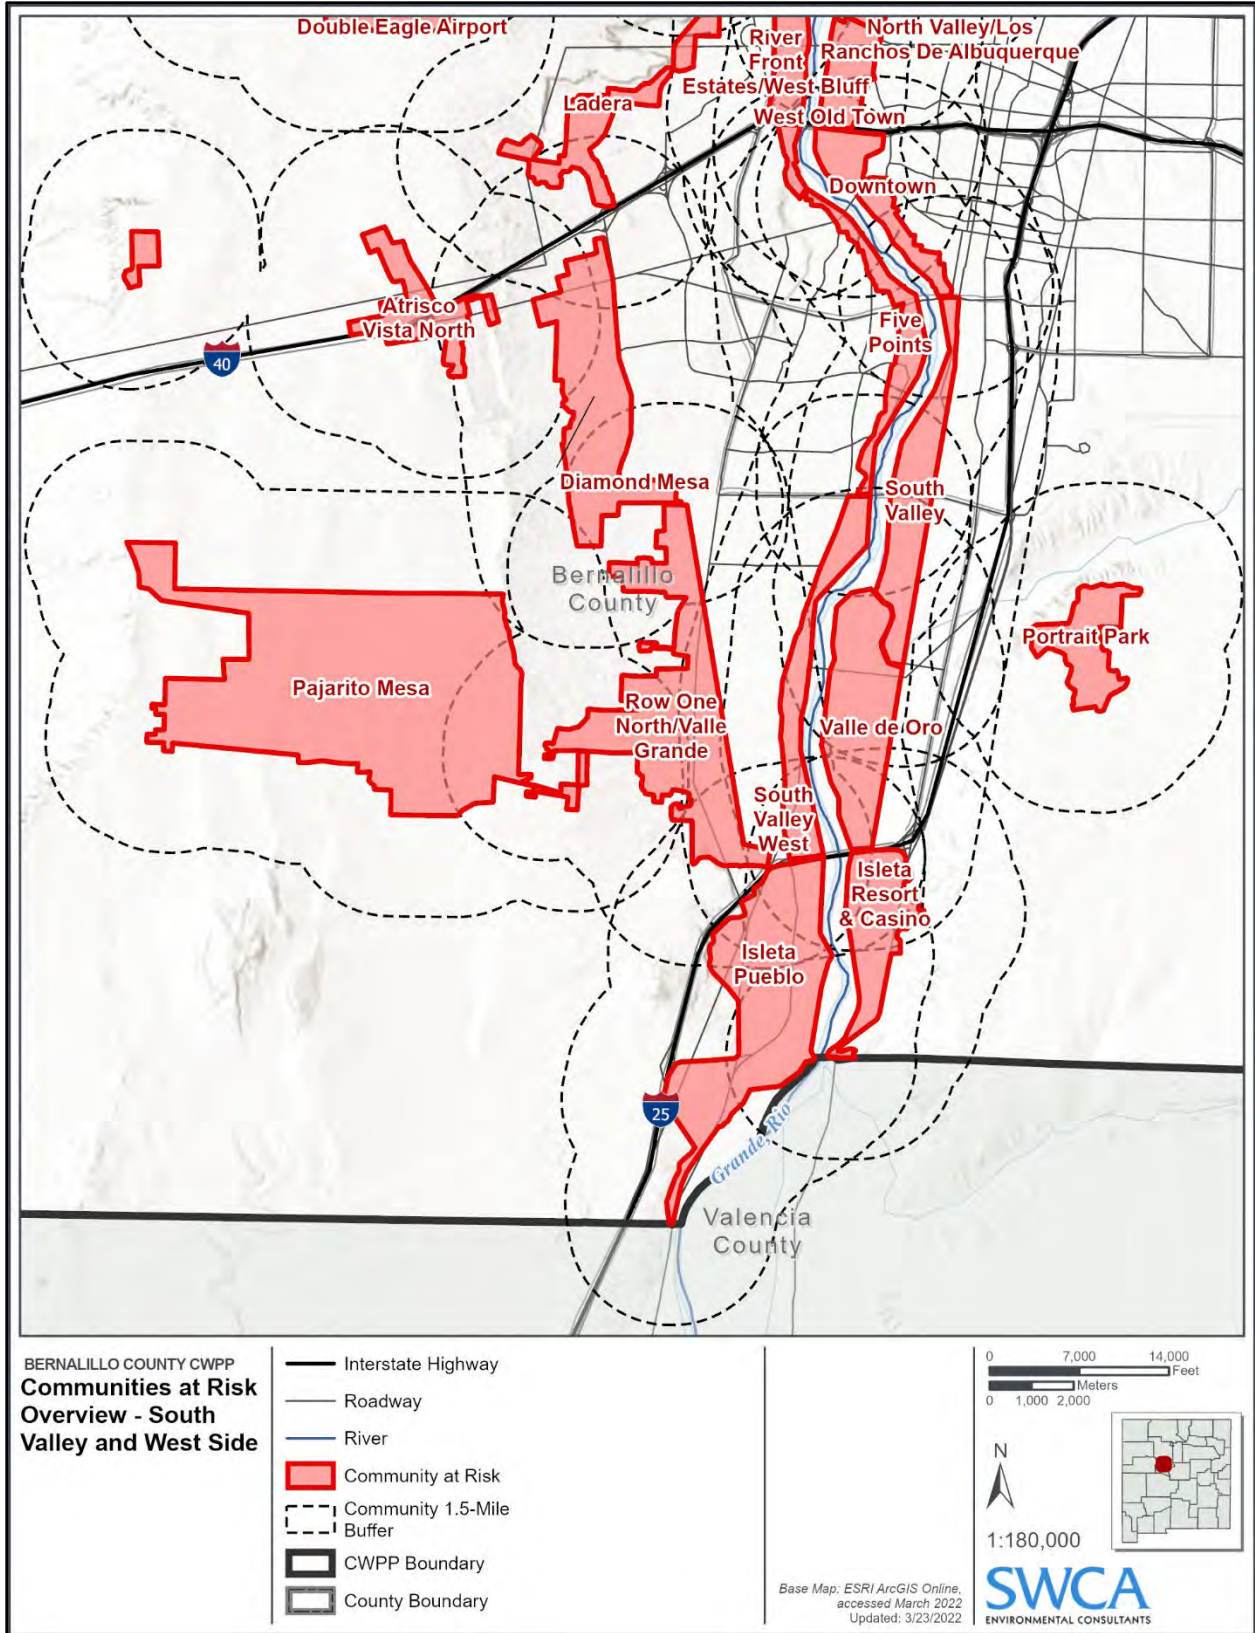 Double Eagle Airport
North Valley/Los
Ranchos De Albuquerque
River
Front
Estates/West Bluff
Ladera
West Old Town
Downtown
Atrisco
Vista North
Five
Points
40
Diamond Mesa
South
Valley
Bernalillo
County
Portrait Park
Pajarito Mesa
Row One
North/Valle
Grande
Valle de Oro
South
Valley
West
Isleta
Resort
& Casino
Isleta
Pueblo
25
Grande, Rio
Valencia
County
BERNALILLO COUNTY CWPP
Communities at Risk
Overview - South
Valley and West Side
Interstate Highway
Roadway
River
Community at Risk
Community 1.5-Mile
Buffer
CWPP Boundary
County Boundary
Base Map: ESRI ArcGIS Online,
accessed March 2022
Updated: 3/23/2022
0 7,000 14,000
Feet
Meters
0 1,000 2,000
N
1:180,000
SWCA
ENVIRONMENTAL CONSULTANTS